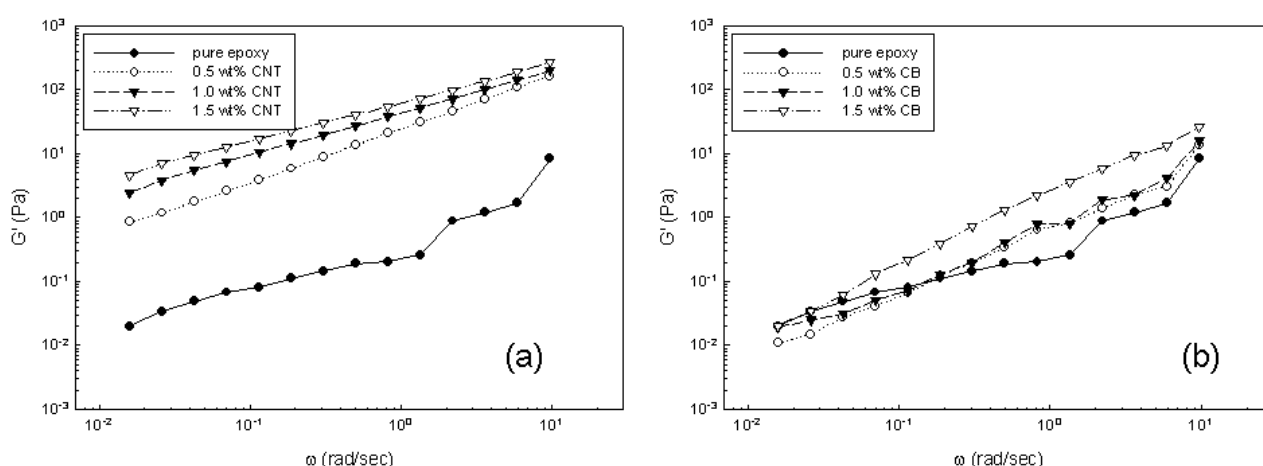 10³
10²
10¹
10⁰
10⁻¹
10⁻²
10⁻³
G' (Pa)
pure epoxy
0.5 wt% CNT
1.0 wt% CNT
1.5 wt% CNT
(a)
10⁻² 10⁻¹ 10⁰ 10¹
ω (rad/sec)
10³
10²
10¹
10⁰
10⁻¹
10⁻²
10⁻³
G' (Pa)
pure epoxy
0.5 wt% CB
1.0 wt% CB
1.5 wt% CB
(b)
10⁻² 10⁻¹ 10⁰ 10¹
ω (rad/sec)